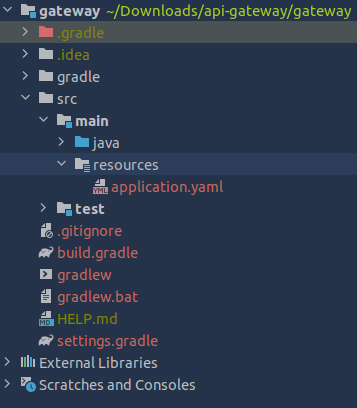 gateway ~/Downloads/api-gateway/gateway
.gradle
.idea
gradle
src
main
java
resources
application.yaml
test
.gitignore
build.gradle
gradlew
gradlew.bat
HELP.md
settings.gradle
External Libraries
Scratches and Consoles